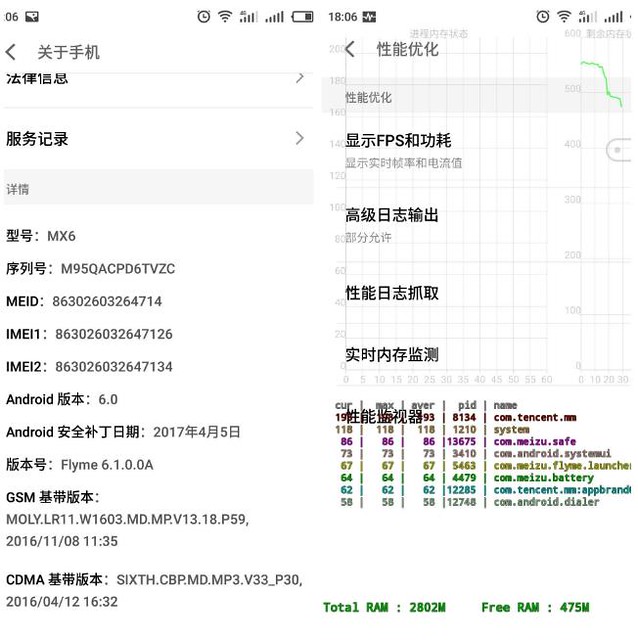 :06
关于手机
法律信息
服务记录
详情
型号：MX6
序列号：M95QACPD6TVZC
MEID：86302603264714
IMEI1：863026032647126
IMEI2：863026032647134
Android 版本：6.0
Android 安全补丁日期：2017年4月5日
版本号：Flyme 6.1.0.0A
GSM 基带版本：
MOLY.LR11.W1603.MD.MP.V13.18.P59,
2016/11/08 11:35
CDMA 基带版本：SIXTH.CBP.MD.MP3.V33_P30,
2016/04/12 16:32
18:06
4G
进程内存状态
600 剩余内存状
性能优化
性能优化
显示FPS和功耗
显示实时帧率和电流值
高级日志输出
部分允许
性能日志抓取
实时内存监测
性能监视器
200
180
160
140
120
100
80
60
40
20
0
500
400
300
200
100
0
0 5 10 15 20 25 30 35 40 45 50 55 60
0 10 20 30
cur | max | aver | pid | name
193 | 8134 | com.tencent.mm
118 | 118 | 118 | 1210 | system
86 | 86 | 86 |13675 | com.meizu.safe
73 | 73 | 73 | 3410 | com.android.systemui
67 | 67 | 67 | 5463 | com.meizu.flyme.launcher
64 | 64 | 64 | 4479 | com.meizu.battery
62 | 62 | 62 |12285 | com.tencent.mm:appbrand
58 | 58 | 58 |12748 | com.android.dialer
Total RAM : 2802M Free RAM : 475M